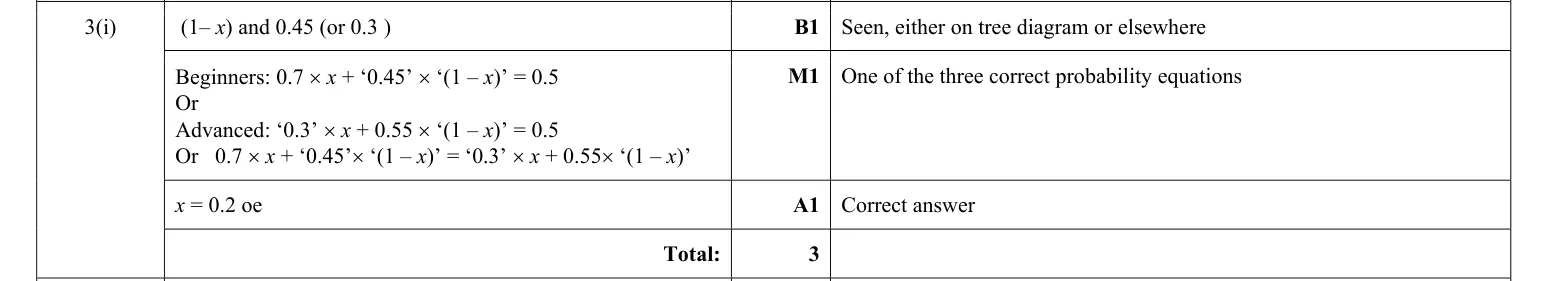 3(i) (1– x) and 0.45 (or 0.3 ) B1 Seen, either on tree diagram or elsewhere
Beginners: 0.7 × x + ‘0.45’ × ‘(1 – x)’ = 0.5 M1 One of the three correct probability equations
Or
Advanced: ‘0.3’ × x + 0.55 × ‘(1 – x)’ = 0.5
Or 0.7 × x + ‘0.45’× ‘(1 – x)’ = ‘0.3’ × x + 0.55× ‘(1 – x)’
x = 0.2 oe A1 Correct answer
Total: 3